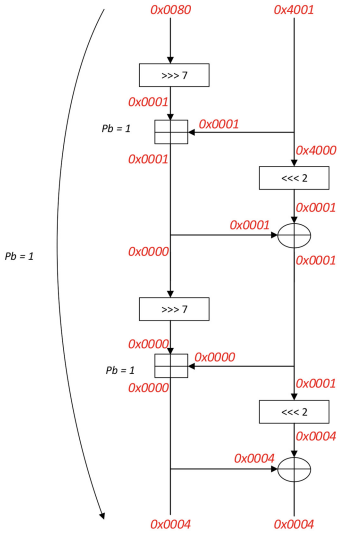 0x0080 0x4001
>>> 7
0x0001
Pb = 1 0x0001
0x0001 0x4000
<<< 2
0x0001
0x0001
Pb = 1 0x0000 0x0001
>>> 7
0x0000
0x0000
Pb = 1
0x0000 0x0001
<<< 2
0x0004
0x0004
0x0004 0x0004